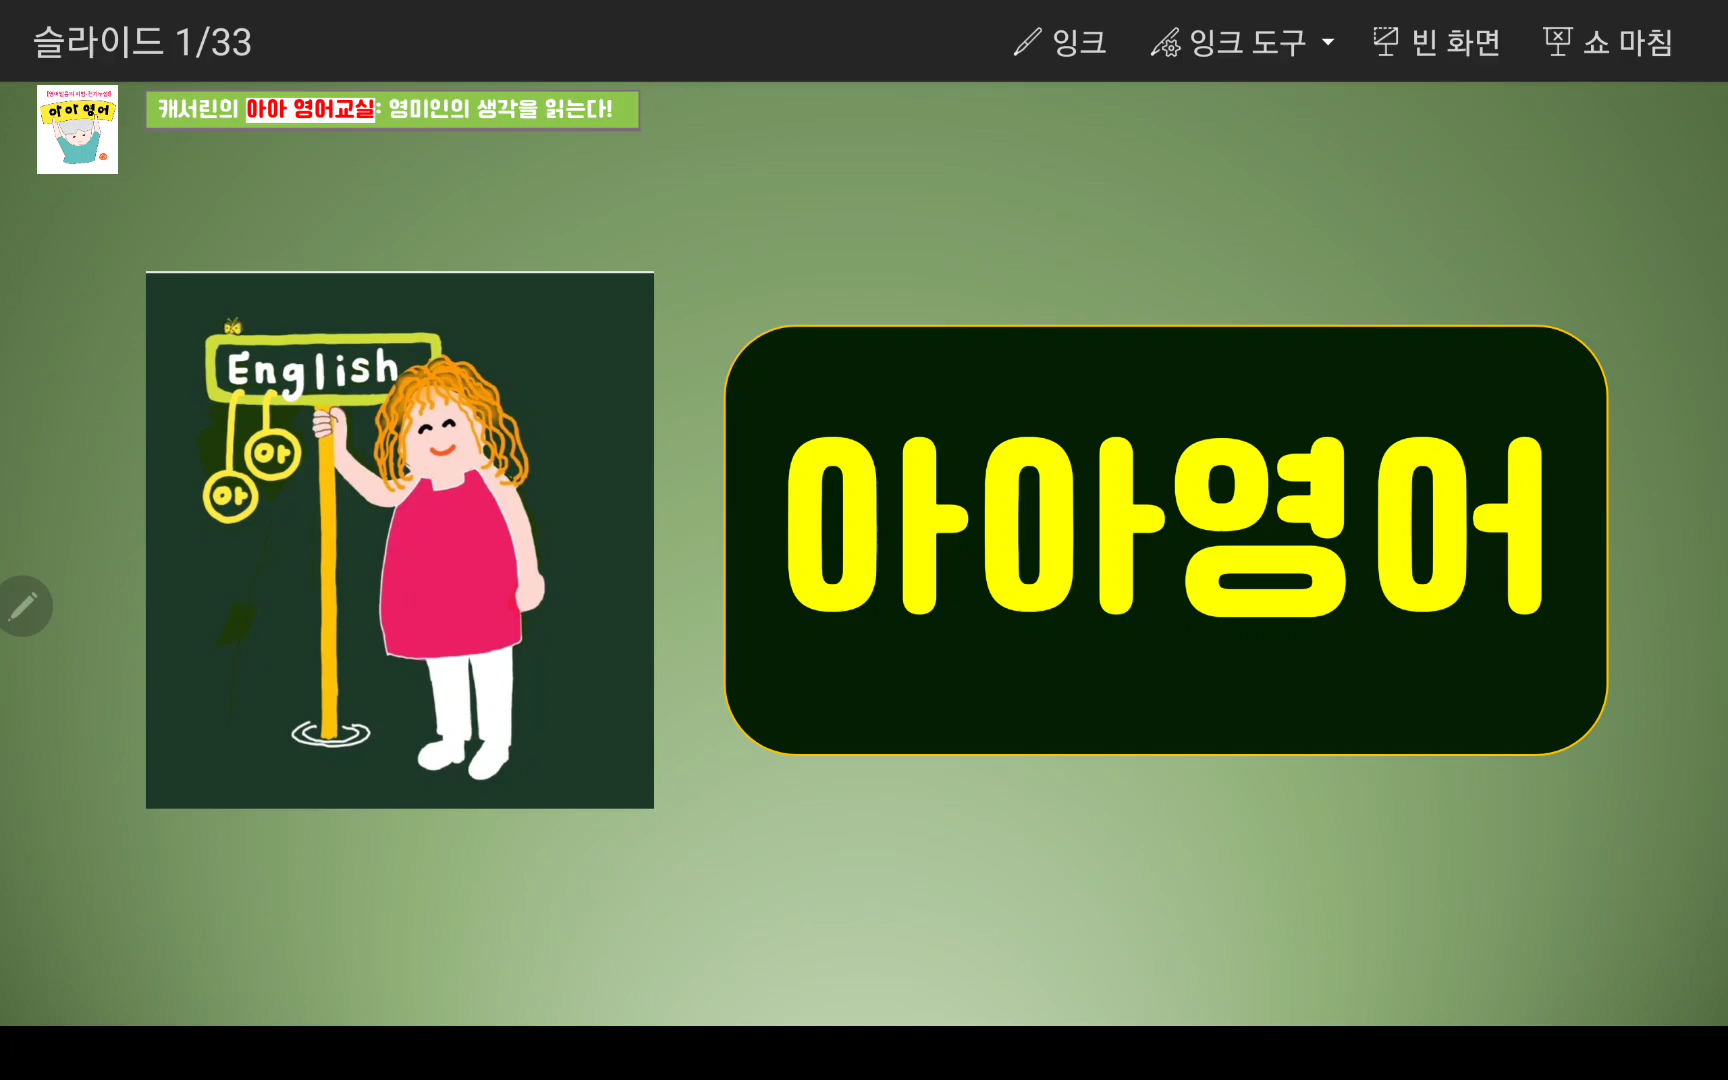 슬라이드 1/33
잉크
잉크 도구
빈 화면
쇼 마침
아아영어
캐서린의 아아 영어교실: 영미인의 생각을 읽는다!
English
아
아
아아영어